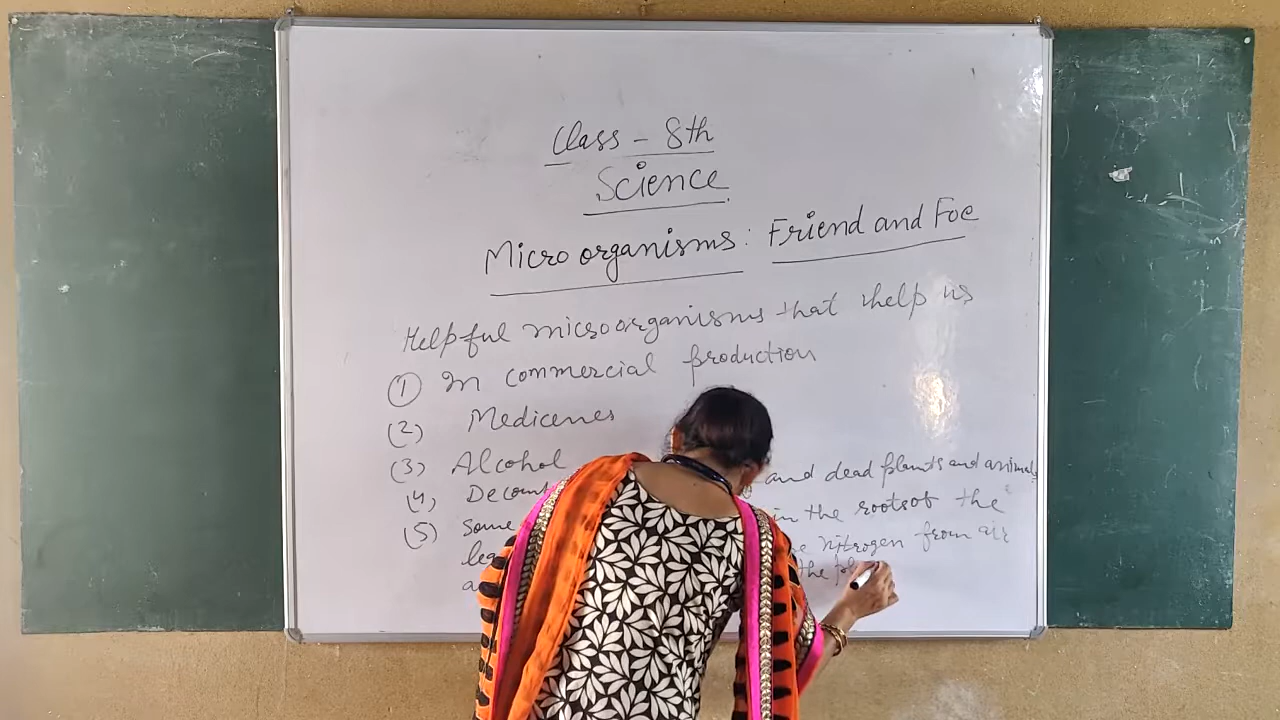 Class - 8th
Science
Micro organisms: Friend and Foe
Helpful microorganisms that help us
(1) In commercial production
(2) Medicenes
(3) Alcohol
(4) and dead plants and animals
(5) Some in the roots of the
nitrogen from air
the